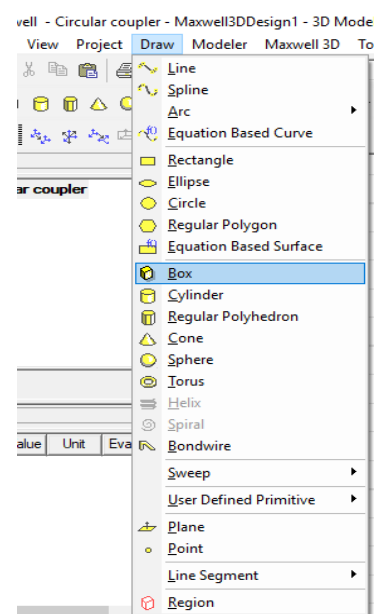 well - Circular coupler - Maxwell3DDesign1 - 3D Mode
View Project Draw Modeler Maxwell 3D To
Line
Spline
Arc
Equation Based Curve
ar coupler
Rectangle
Ellipse
Circle
Regular Polygon
Equation Based Surface
Box
Cylinder
Regular Polyhedron
Cone
Sphere
Torus
Helix
Spiral
alue Unit Eva
Bondwire
Sweep
User Defined Primitive
Plane
Point
Line Segment
Region